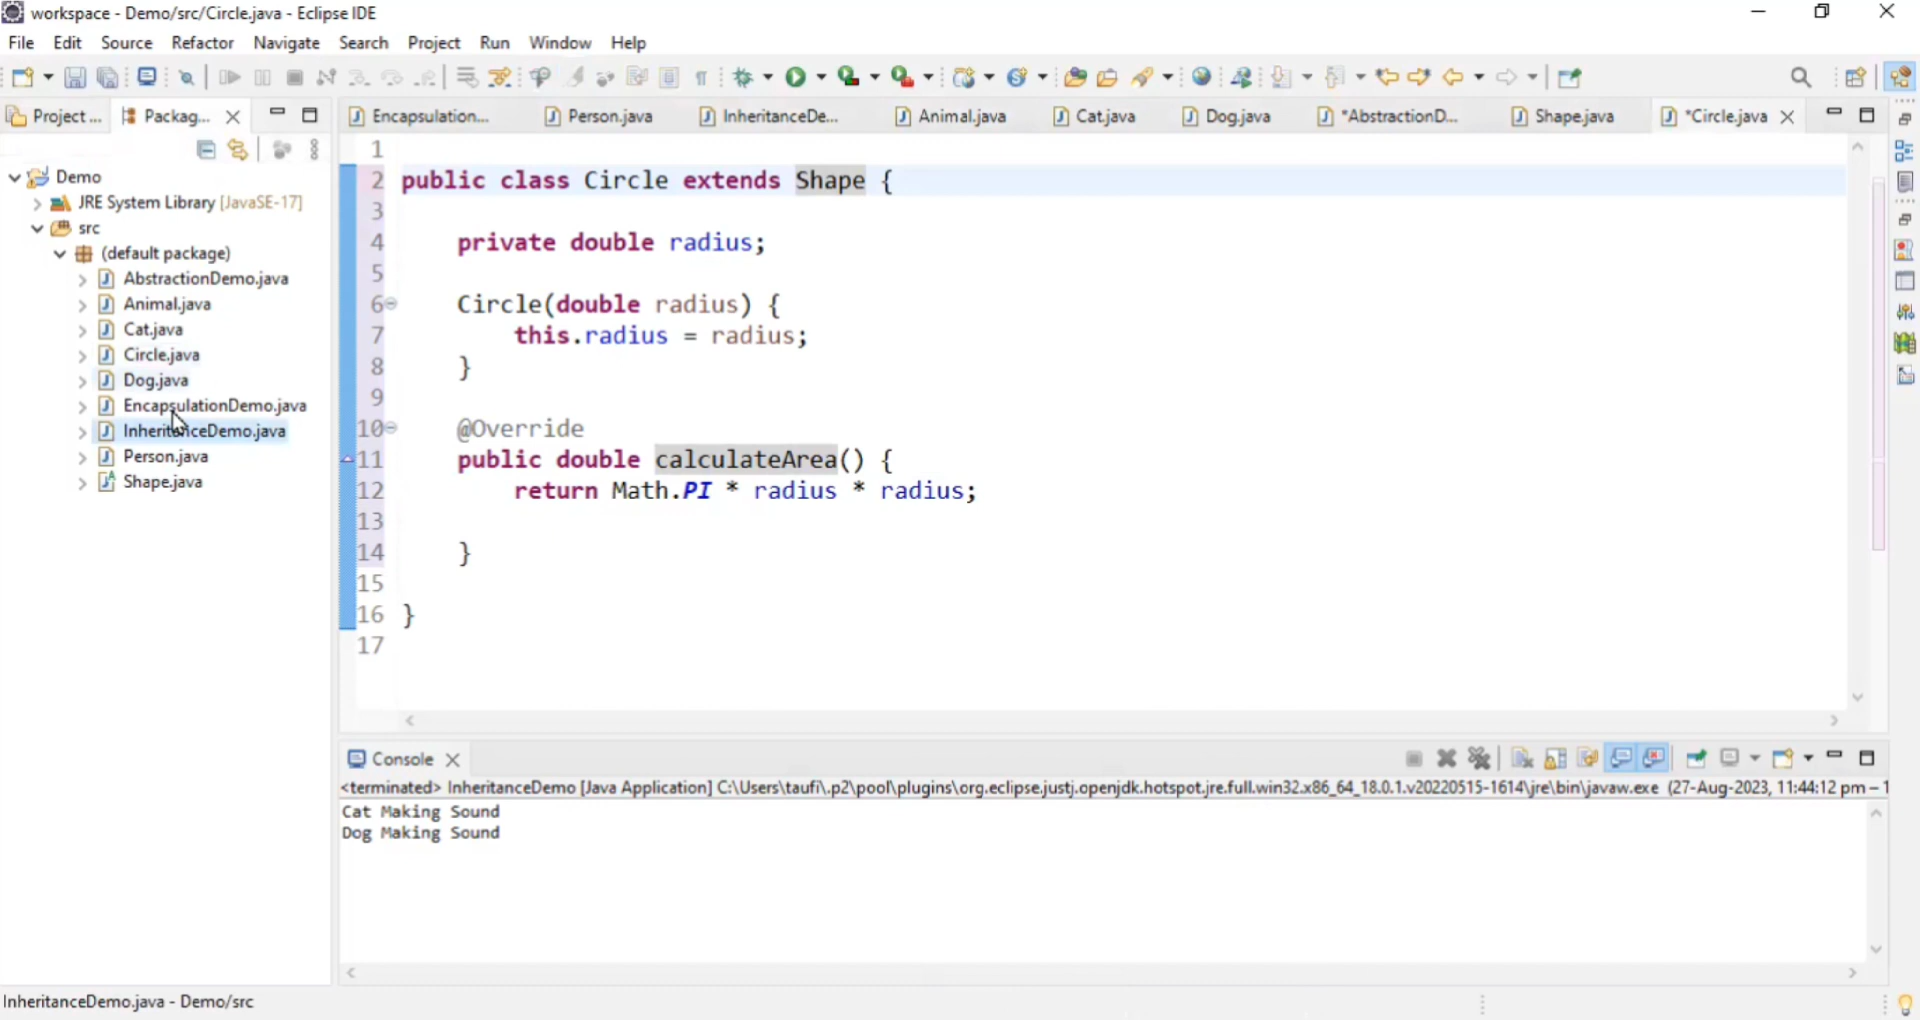 workspace - Demo/src/Circle.java - Eclipse IDE
File Edit Source Refactor Navigate Search Project Run Window Help
Project ... Packag... Encapsulation... Person.java InheritanceDe... Animal.java Cat.java Dog.java *AbstractionD... Shape.java *Circle.java
Demo
JRE System Library [JavaSE-17]
src
(default package)
AbstractionDemo.java
Animal.java
Cat.java
Circle.java
Dog.java
EncapsulationDemo.java
InheritanceDemo.java
Person.java
Shape.java
1
2 public class Circle extends Shape {
3
4 private double radius;
5
6 Circle(double radius) {
7 this.radius = radius;
8 }
9
10 @Override
11 public double calculateArea() {
12 return Math.PI * radius * radius;
13
14 }
15
16 }
17
Console
<terminated> InheritanceDemo [Java Application] C:\Users\taufi\.p2\pool\plugins\org.eclipse.justj.openjdk.hotspot.jre.full.win32.x86_64_18.0.1.v20220515-1614\jre\bin\javaw.exe (27-Aug-2023, 11:44:12 pm – 1
Cat Making Sound
Dog Making Sound
InheritanceDemo.java - Demo/src